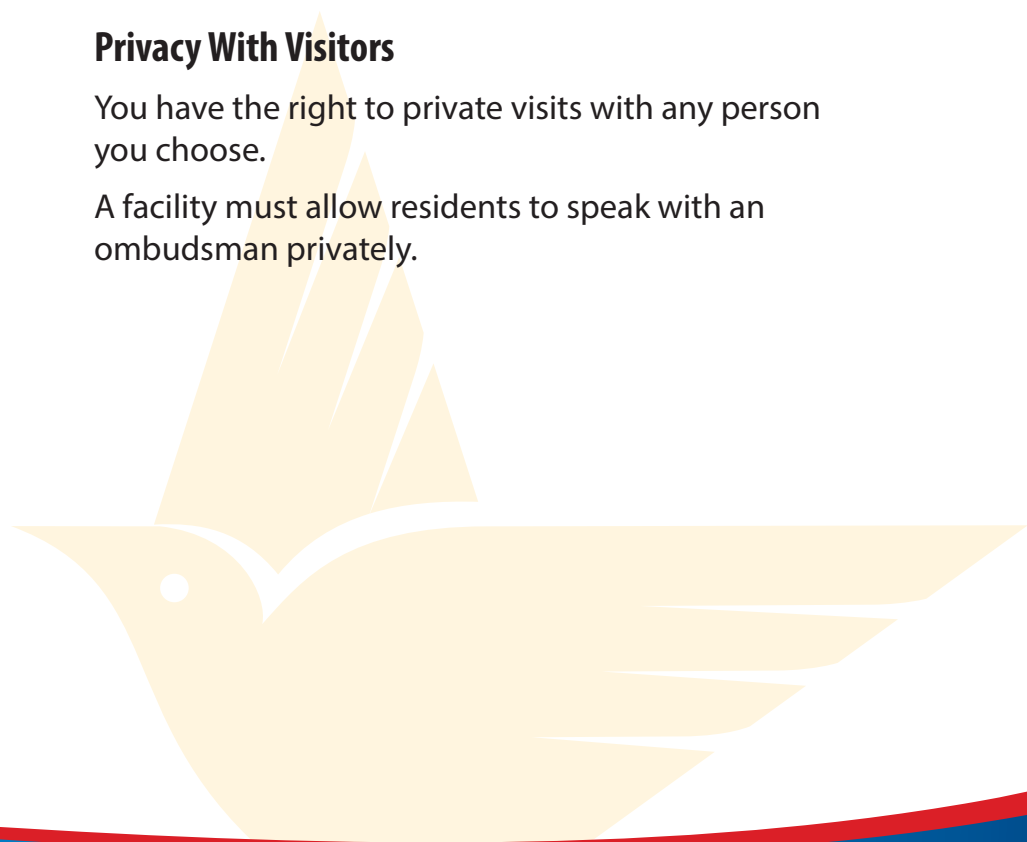 Privacy With Visitors
You have the right to private visits with any person
you choose.
A facility must allow residents to speak with an
ombudsman privately.